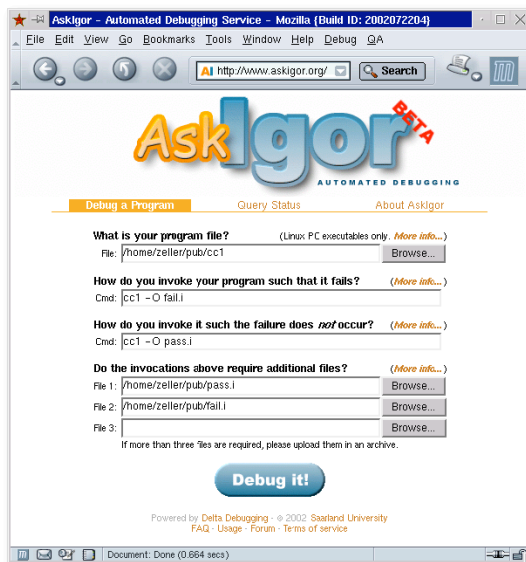 AskIgor - Automated Debugging Service - Mozilla {Build ID: 2002072204}
File Edit View Go Bookmarks Tools Window Help Debug QA
AI http://www.askigor.org/ Search
AskIgor BETA
AUTOMATED DEBUGGING
Debug a Program Query Status About AskIgor
What is your program file? (Linux PC executables only. More info...)
File: /home/zeller/pub/cc1 Browse...
How do you invoke your program such that it fails? (More info...)
Cmd: cc1 -O fail.i
How do you invoke it such the failure does not occur? (More info...)
Cmd: cc1 -O pass.i
Do the invocations above require additional files? (More info...)
File 1: /home/zeller/pub/pass.i Browse...
File 2: /home/zeller/pub/fail.i Browse...
File 3: Browse...
If more than three files are required, please upload them in an archive.
Debug it!
Powered by Delta Debugging - © 2002 Saarland University
FAQ - Usage - Forum - Terms of service
Document: Done (0.664 secs)